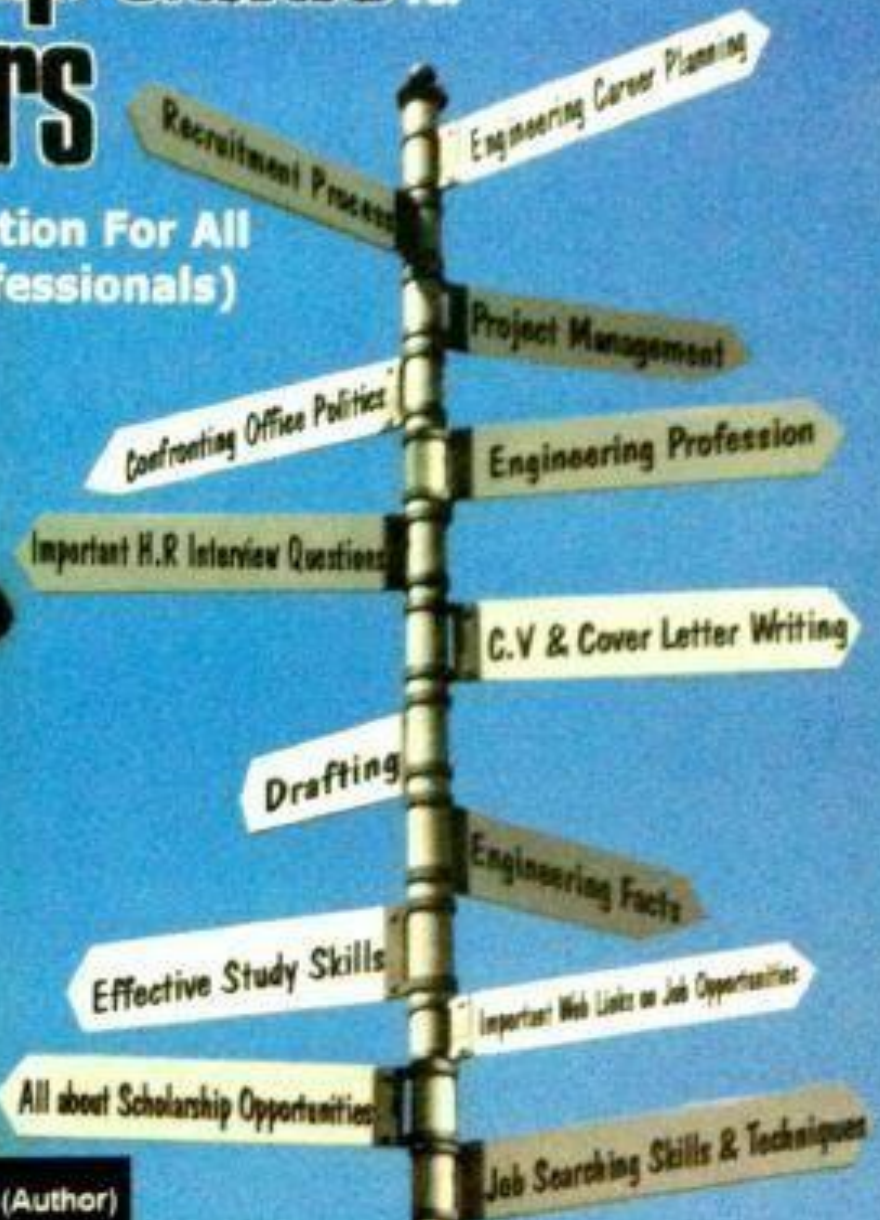 rs
Engineering Career Planning
Recruitment Process
tion For All
fessionals)
Project Management
Confronting Office Politics
Engineering Profession
Important H.R Interview Questions
C.V & Cover Letter Writing
Drafting
Engineering Facts
Effective Study Skills
Important Web Links on Job Opportunities
All about Scholarship Opportunities
Job Searching Skills & Techniques
(Author)